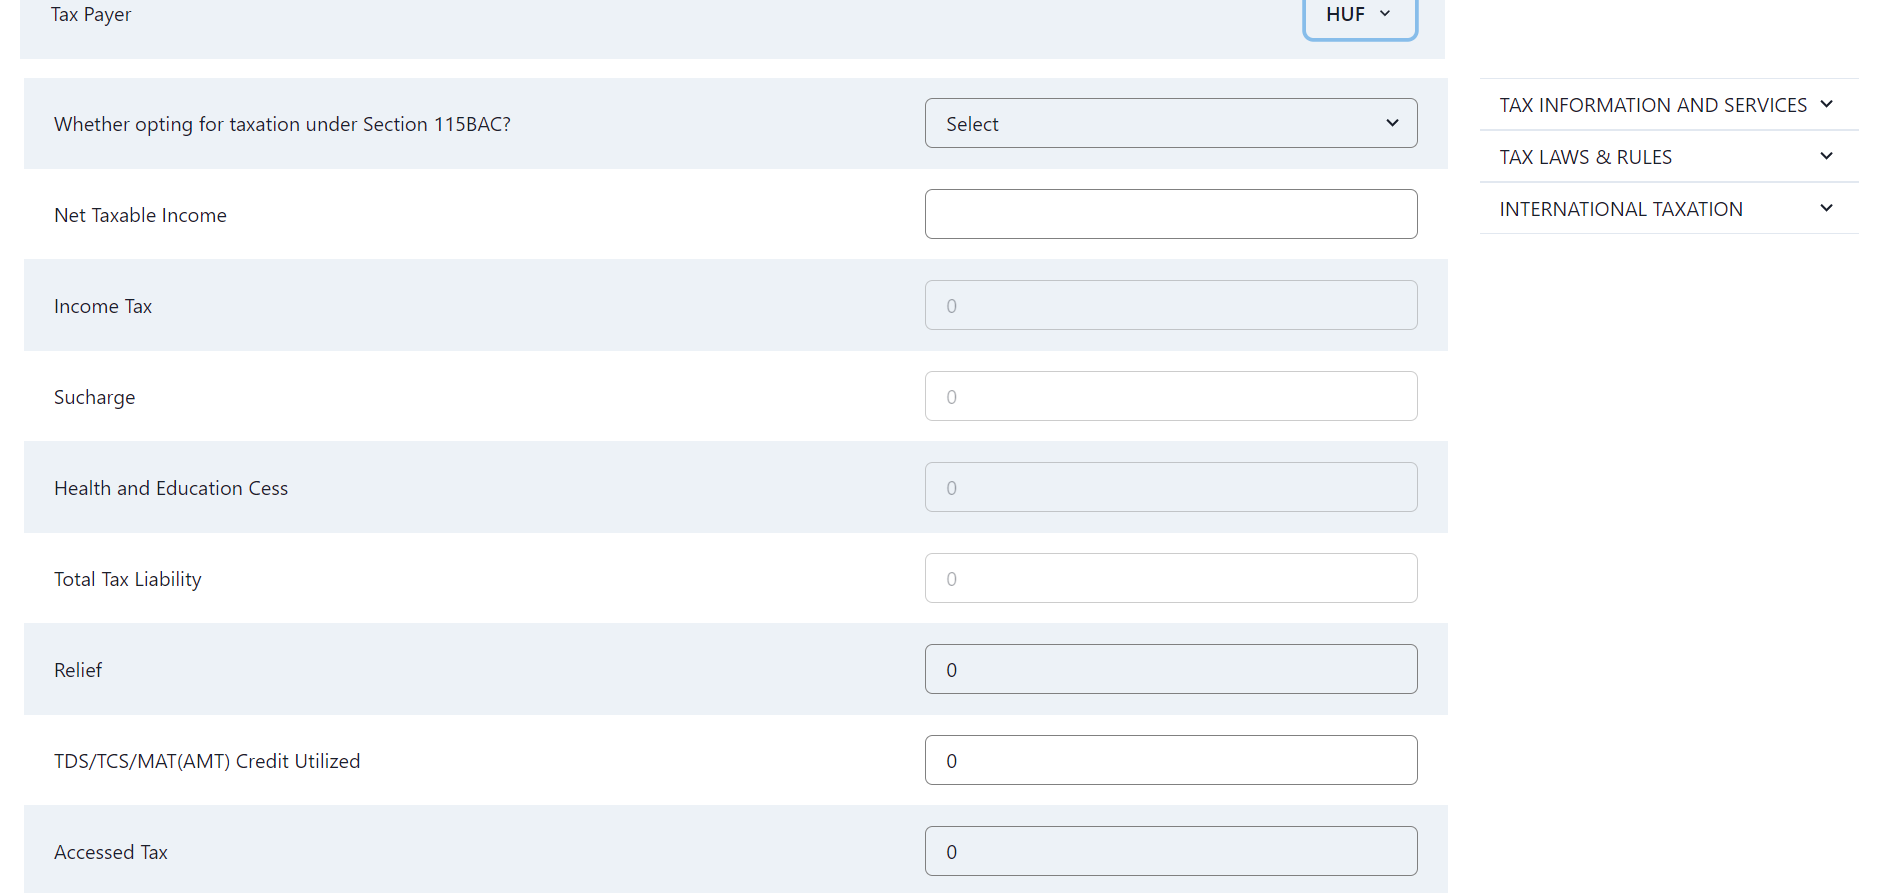 Tax Payer
HUF
Whether opting for taxation under Section 115BAC?
Select
Net Taxable Income
Income Tax
0
Sucharge
0
Health and Education Cess
0
Total Tax Liability
0
Relief
0
TDS/TCS/MAT(AMT) Credit Utilized
0
Accessed Tax
0
TAX INFORMATION AND SERVICES
TAX LAWS & RULES
INTERNATIONAL TAXATION